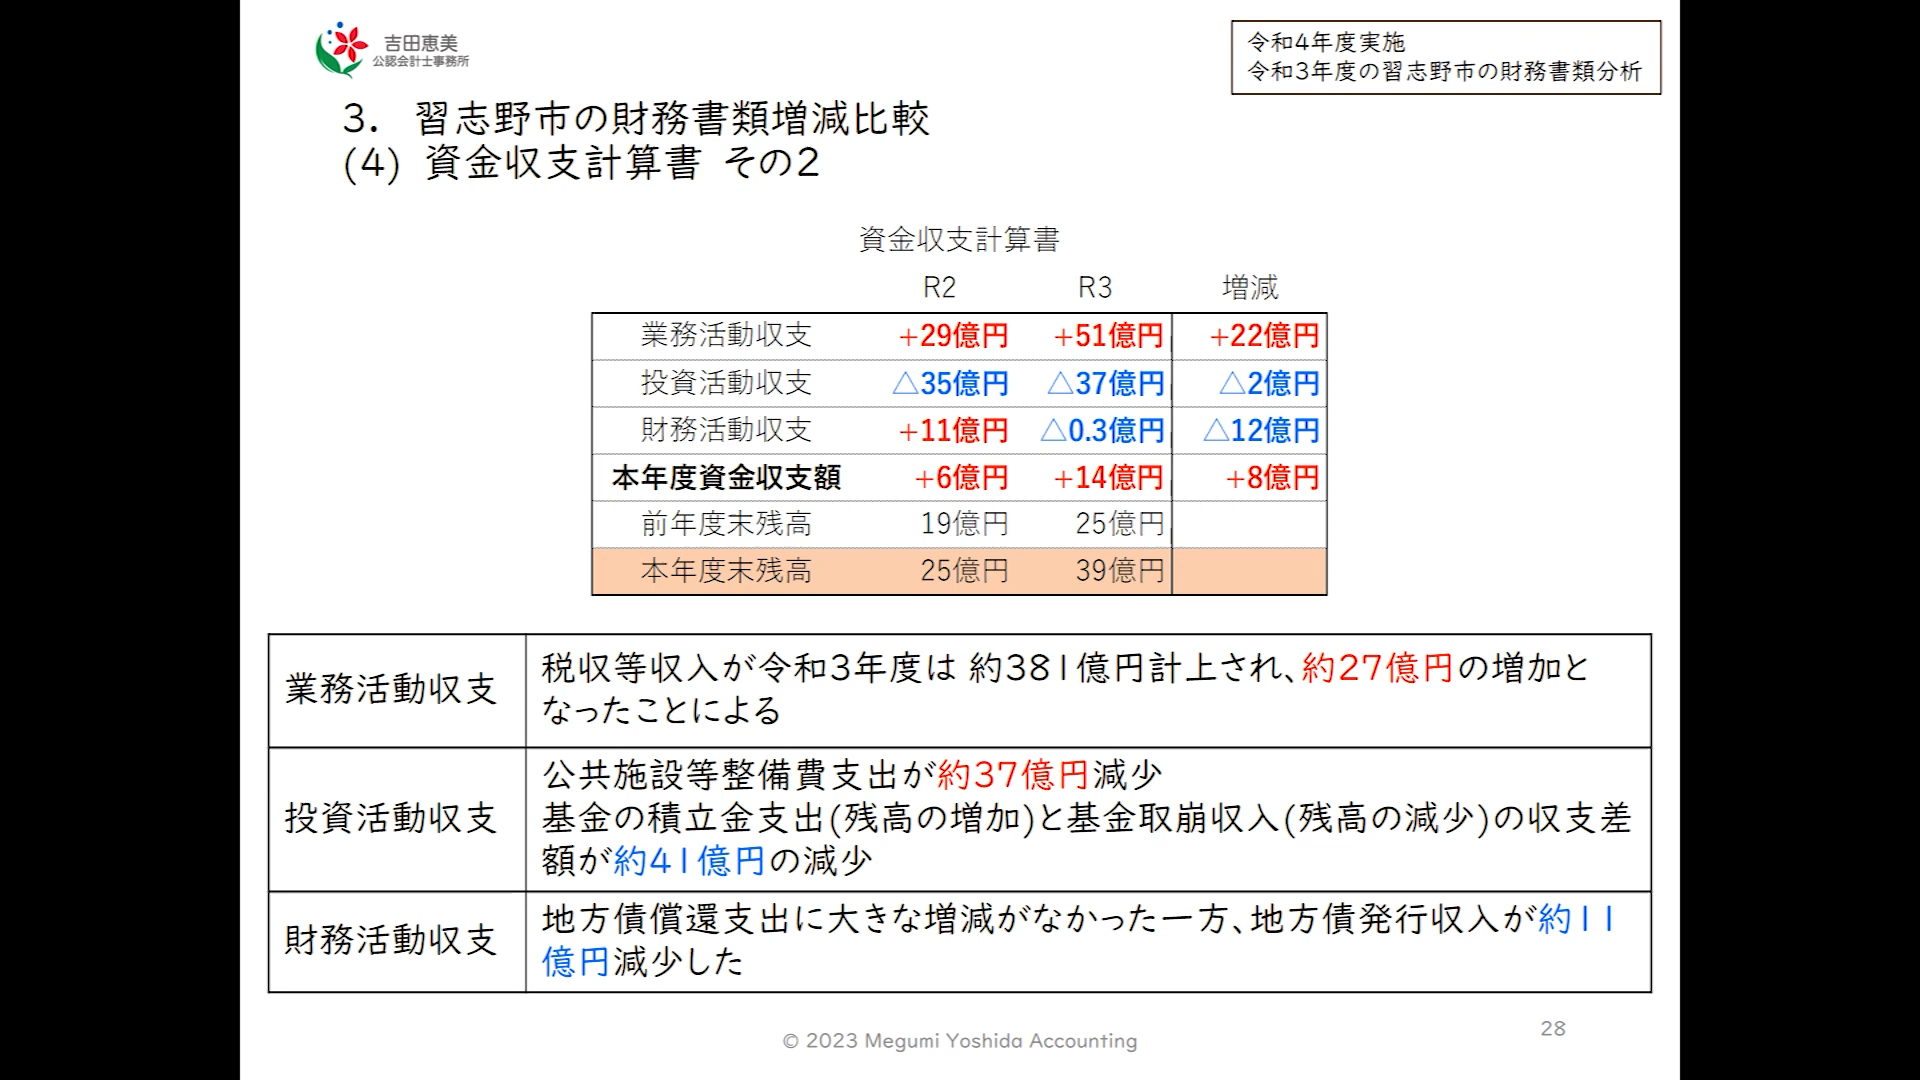 吉田恵美
公認会計士事務所
令和4年度実施
令和3年度の習志野市の財務書類分析
3. 習志野市の財務書類増減比較
(4) 資金収支計算書 その2
資金収支計算書
R2 R3 増減
業務活動収支 +29億円 +51億円 +22億円
投資活動収支 △35億円 △37億円 △2億円
財務活動収支 +11億円 △0.3億円 △12億円
本年度資金収支額 +6億円 +14億円 +8億円
前年度末残高 19億円 25億円
本年度末残高 25億円 39億円
業務活動収支
税収等収入が令和3年度は 約381億円計上され、約27億円の増加と
なったことによる
投資活動収支
公共施設等整備費支出が約37億円減少
基金の積立金支出(残高の増加)と基金取崩収入(残高の減少)の収支差
額が約41億円の減少
財務活動収支
地方債償還支出に大きな増減がなかった一方、地方債発行収入が約11
億円減少した
© 2023 Megumi Yoshida Accounting
28